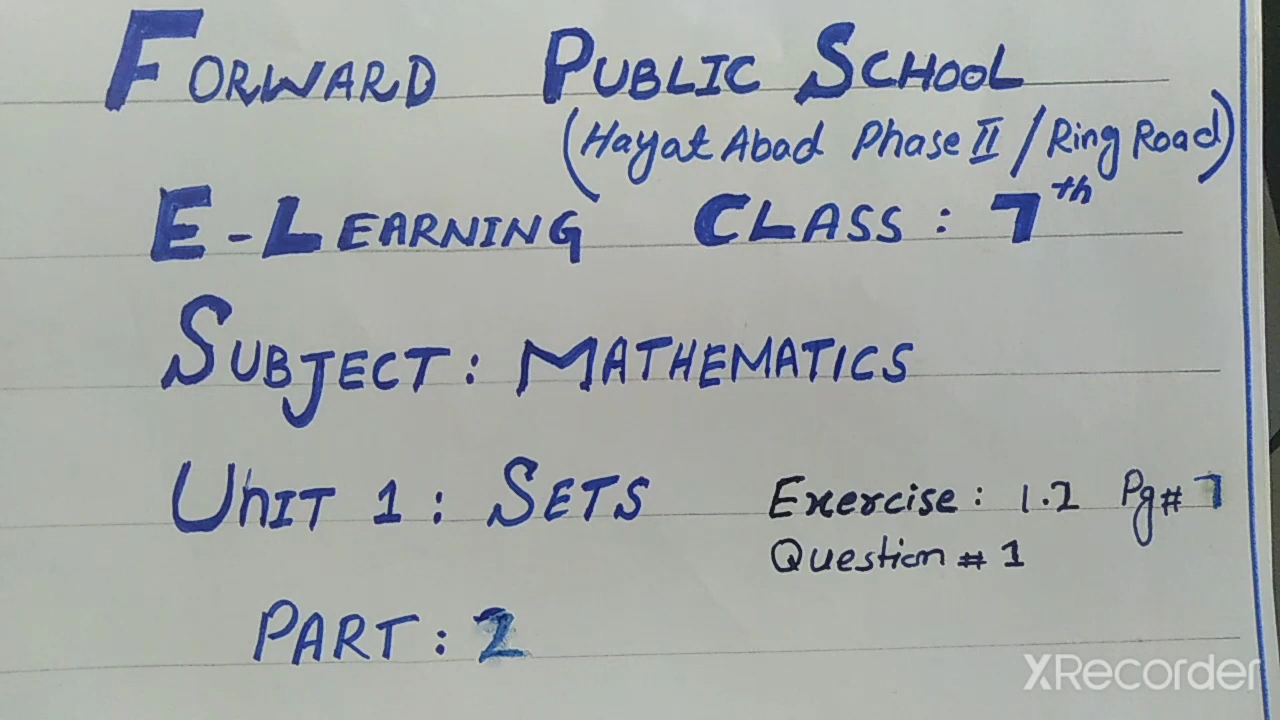 FORWARD PUBLIC SCHOOL
(Hayat Abad Phase II / Ring Road)
E-LEARNING CLASS: 7th
SUBJECT: MATHEMATICS
UNIT 1: SETS Exercise: 1.2 Pg# 7
Question # 1
PART: 2
XRecorder